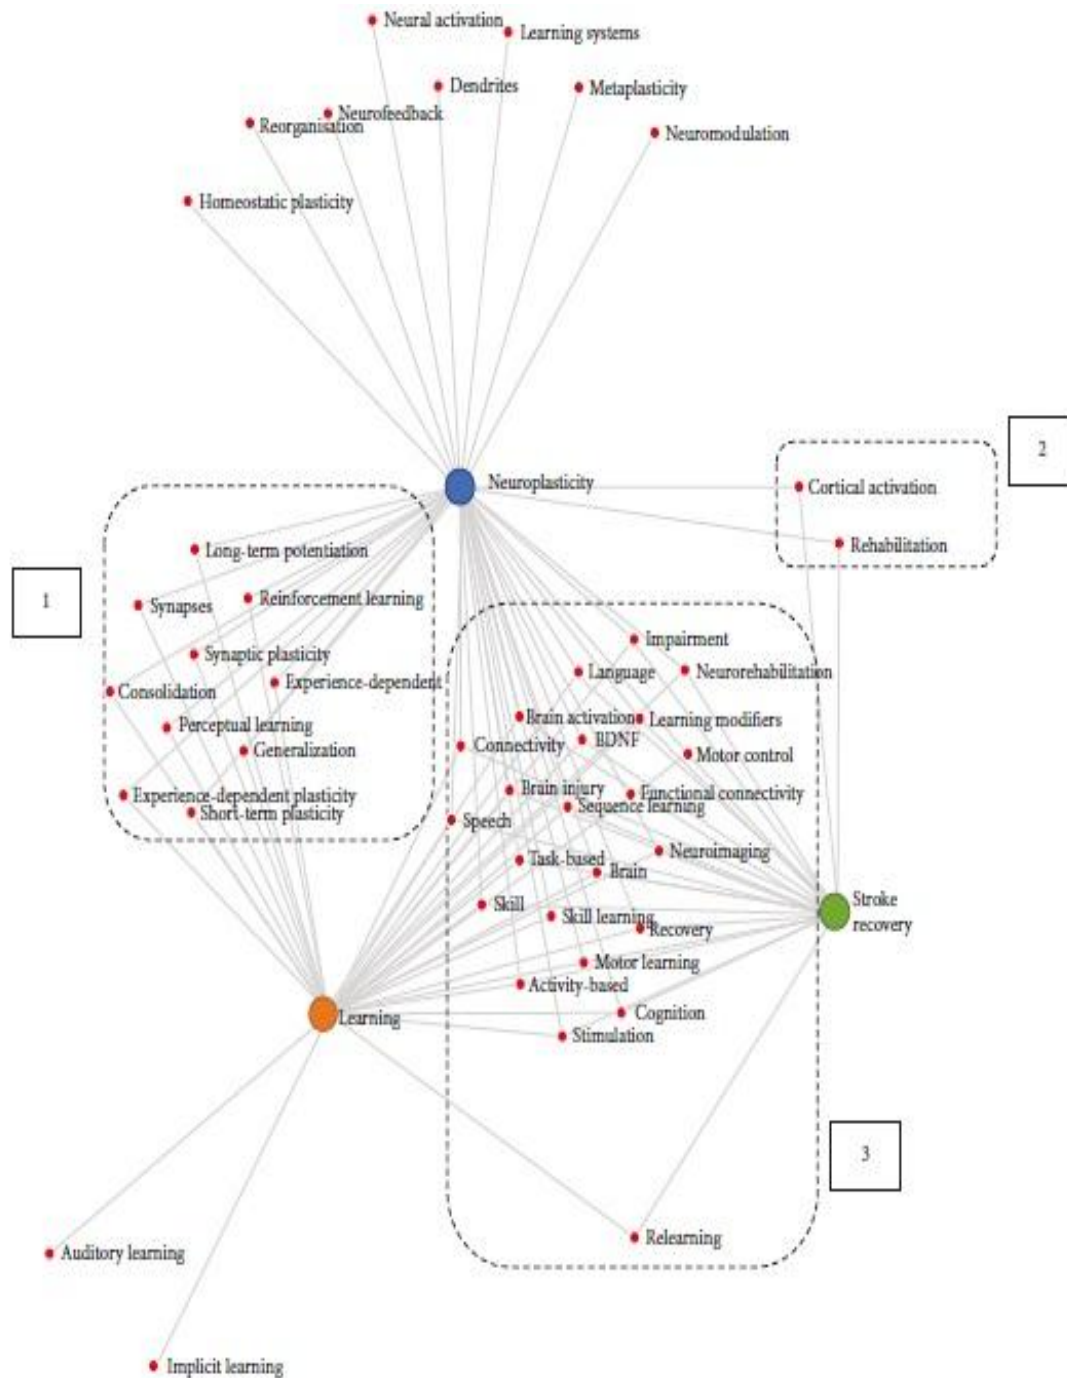 Neural activation
Learning systems
Dendrites
Metaplasticity
Neurofeedback
Reorganisation
Neuromodulation
Homeostatic plasticity
2
Neuroplasticity
Cortical activation
Rehabilitation
Long-term potentiation
1
Synapses
Reinforcement learning
Synaptic plasticity
Experience-dependent
Consolidation
Perceptual learning
Generalization
Experience-dependent plasticity
Short-term plasticity
Impairment
Language
Neurorehabilitation
Brain activation
Learning modifiers
Connectivity
BDNF
Motor control
Brain injury
Functional connectivity
Sequence learning
Speech
Neuroimaging
Task-based
Brain
Skill
Skill learning
Recovery
Stroke
recovery
Motor learning
Activity-based
Cognition
Learning
Stimulation
3
Relearning
Auditory learning
Implicit learning